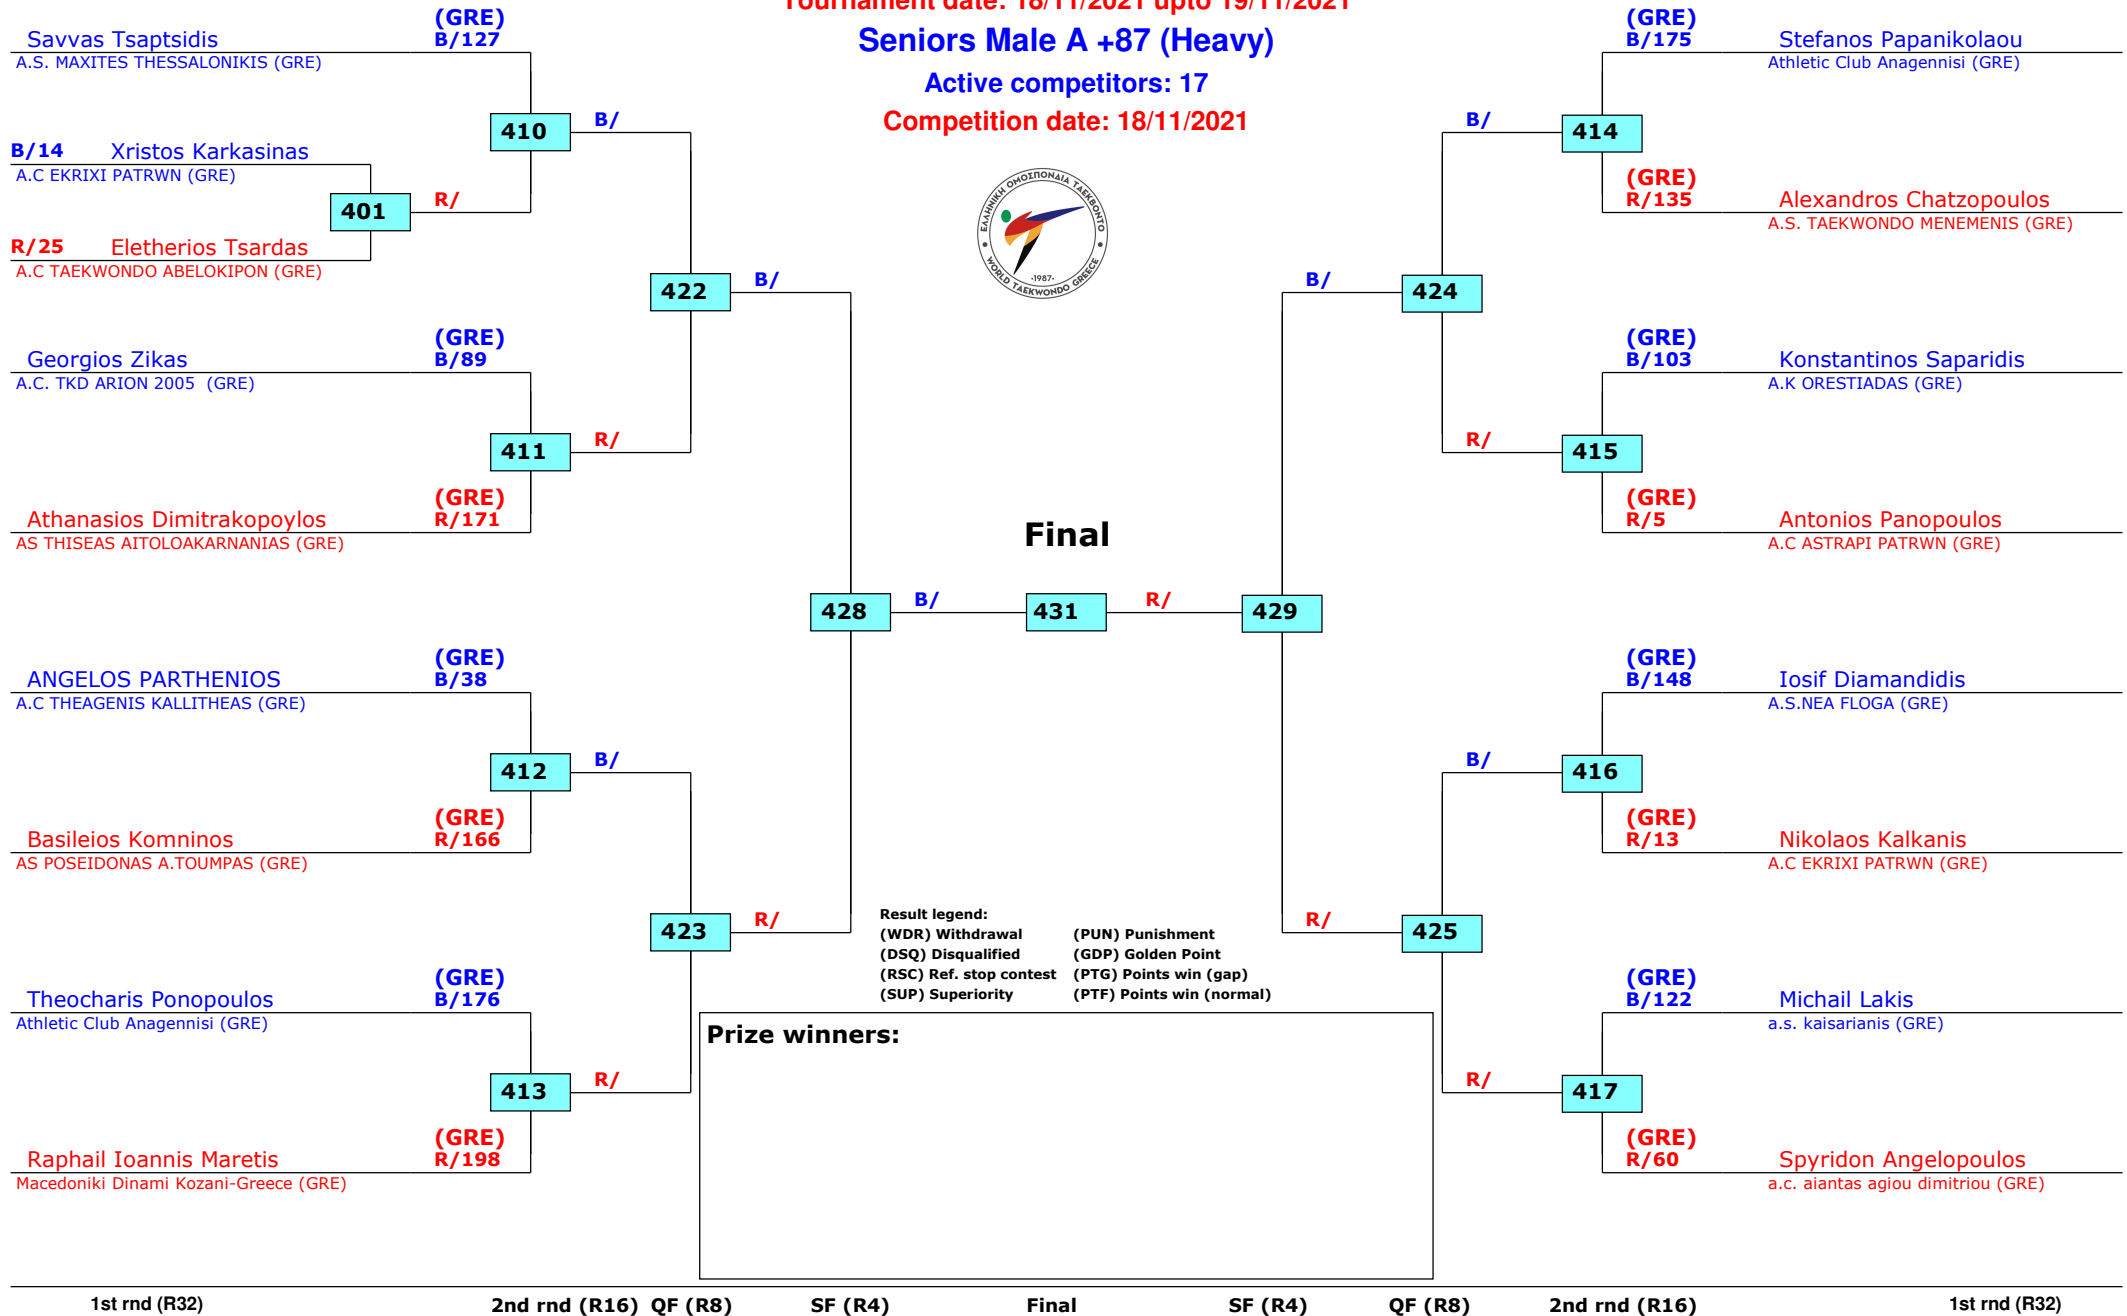 Tournament date: 18/11/2021 upto 19/11/2021
Seniors Male A +87 (Heavy)
Active competitors: 17
Competition date: 18/11/2021
ΕΛΛΗΝΙΚΗ ΟΜΟΣΠΟΝΔΙΑ ΤΑΕΚΒΟΝΤΟ
·1987·
WORLD TAEKWONDO GREECE
(GRE)
Savvas Tsaptsidis B/127
A.S. MAXITES THESSALONIKIS (GRE)
410
B/
B/14 Xristos Karkasinas
A.C EKRIXI PATRWN (GRE)
401
R/
R/25 Eletherios Tsardas
A.C TAEKWONDO ABELOKIPON (GRE)
422
B/
(GRE)
Georgios Zikas B/89
A.C. TKD ARION 2005 (GRE)
411
R/
(GRE)
Athanasios Dimitrakopoylos R/171
AS THISEAS AITOLOAKARNANIAS (GRE)
428
B/
(GRE)
ANGELOS PARTHENIOS B/38
A.C THEAGENIS KALLITHEAS (GRE)
412
B/
(GRE)
Basileios Komninos R/166
AS POSEIDONAS A.TOUMPAS (GRE)
423
R/
(GRE)
Theocharis Ponopoulos B/176
Athletic Club Anagennisi (GRE)
413
R/
(GRE)
Raphail Ioannis Maretis R/198
Macedoniki Dinami Kozani-Greece (GRE)
Final
431
(GRE)
B/175 Stefanos Papanikolaou
Athletic Club Anagennisi (GRE)
B/
414
(GRE)
R/135 Alexandros Chatzopoulos
A.S. TAEKWONDO MENEMENIS (GRE)
B/
424
(GRE)
B/103 Konstantinos Saparidis
A.K ORESTIADAS (GRE)
R/
415
(GRE)
R/5 Antonios Panopoulos
A.C ASTRAPI PATRWN (GRE)
R/
429
(GRE)
B/148 Iosif Diamandidis
A.S.NEA FLOGA (GRE)
B/
416
(GRE)
R/13 Nikolaos Kalkanis
A.C EKRIXI PATRWN (GRE)
R/
425
(GRE)
B/122 Michail Lakis
a.s. kaisarianis (GRE)
R/
417
(GRE)
R/60 Spyridon Angelopoulos
a.c. aiantas agiou dimitriou (GRE)
Result legend:
(WDR) Withdrawal (PUN) Punishment
(DSQ) Disqualified (GDP) Golden Point
(RSC) Ref. stop contest (PTG) Points win (gap)
(SUP) Superiority (PTF) Points win (normal)
Prize winners:
1st rnd (R32) 2nd rnd (R16) QF (R8) SF (R4) Final SF (R4) QF (R8) 2nd rnd (R16) 1st rnd (R32)